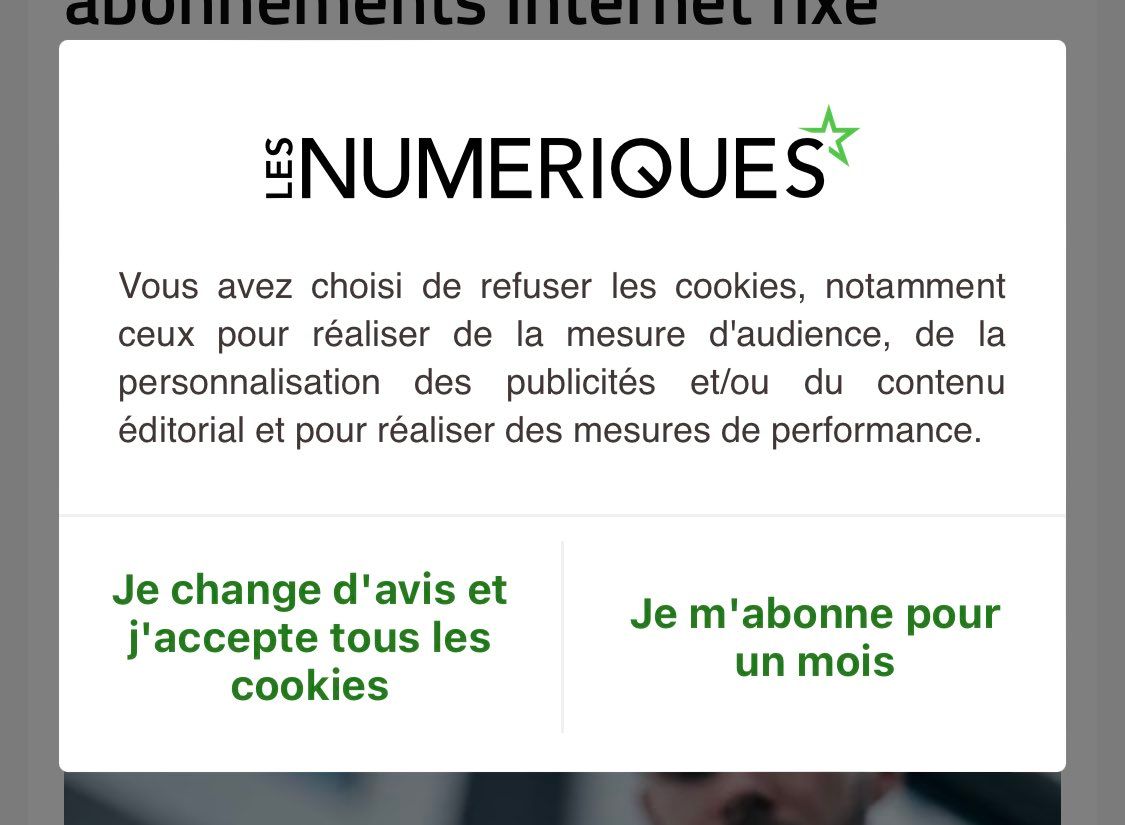 abonnements internet fixe
LES NUMERIQUES
Vous avez choisi de refuser les cookies, notamment
ceux pour réaliser de la mesure d'audience, de la
personnalisation des publicités et/ou du contenu
éditorial et pour réaliser des mesures de performance.
Je change d'avis et
j'accepte tous les
cookies
Je m'abonne pour
un mois